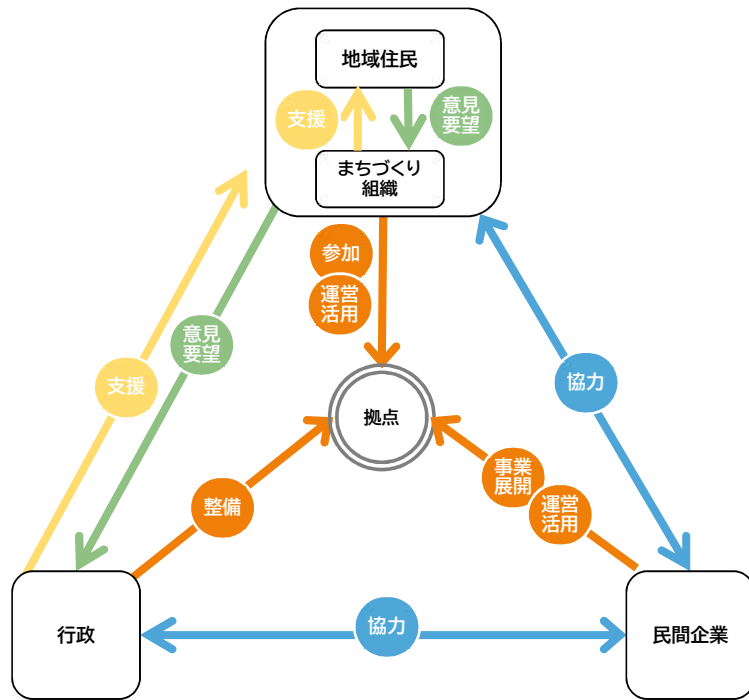 地域住民
支援
意見
要望
まちづくり
組織
参加
運営
活用
意見
要望
支援
協力
拠点
整備
事業
展開
運営
活用
行政
協力
民間企業